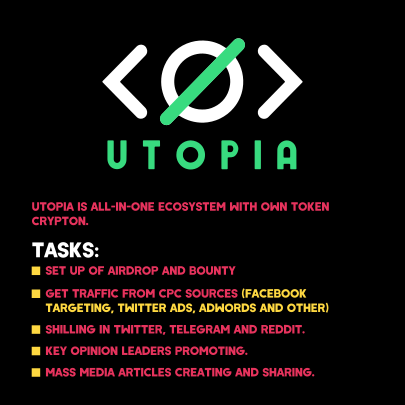 UTOPIA
UTOPIA IS ALL-IN-ONE ECOSYSTEM WITH OWN TOKEN
CRYPTON.
TASKS:
SET UP OF AIRDROP AND BOUNTY
GET TRAFFIC FROM CPC SOURCES (FACEBOOK
TARGETING, TWITTER ADS, ADWORDS AND OTHER)
SHILLING IN TWITTER, TELEGRAM AND REDDIT.
KEY OPINION LEADERS PROMOTING.
MASS MEDIA ARTICLES CREATING AND SHARING.